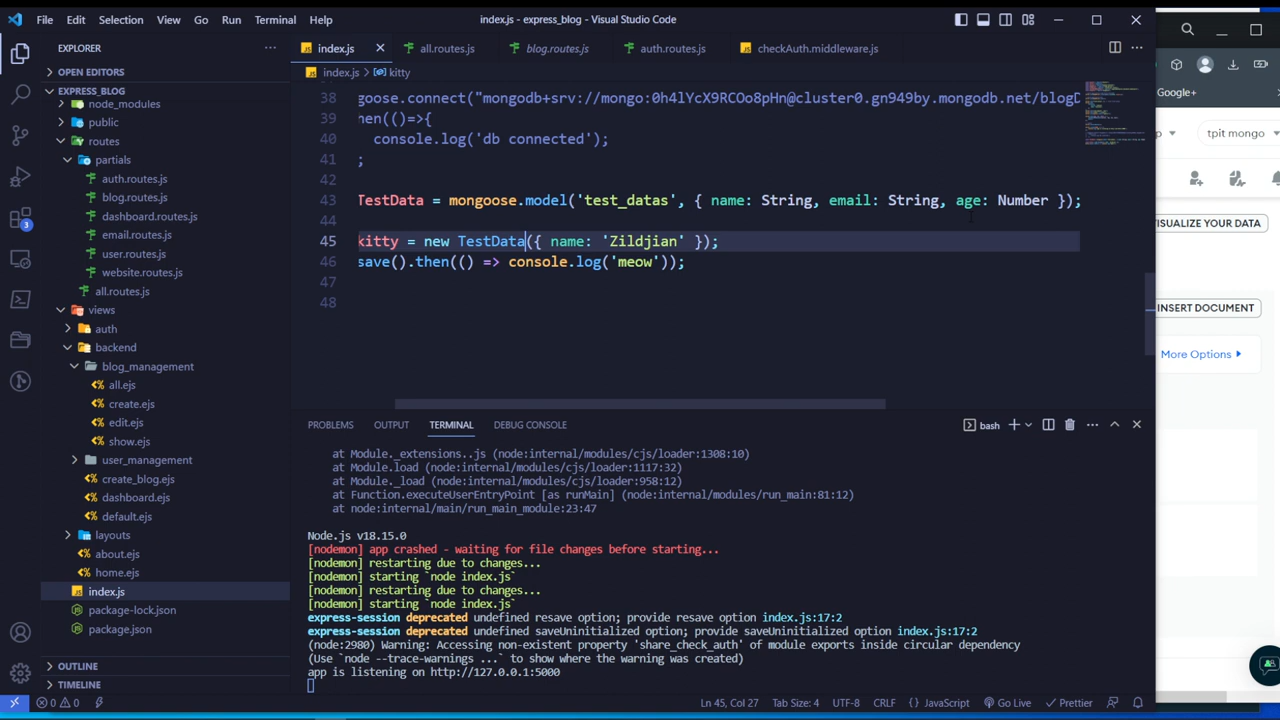 File Edit Selection View Go Run Terminal Help
index.js - express_blog - Visual Studio Code
EXPLORER
OPEN EDITORS
EXPRESS_BLOG
node_modules
public
routes
partials
auth.routes.js
blog.routes.js
dashboard.routes.js
email.routes.js
user.routes.js
website.routes.js
all.routes.js
views
auth
backend
blog_management
all.ejs
create.ejs
edit.ejs
show.ejs
user_management
create_blog.ejs
dashboard.ejs
default.ejs
layouts
about.ejs
home.ejs
index.js
package-lock.json
package.json
OUTLINE
TIMELINE
3
index.js all.routes.js blog.routes.js auth.routes.js checkAuth.middleware.js
index.js > kitty
38 goose.connect("mongodb+srv://mongo:0h4lYcX9RCOo8pHn@cluster0.gn949by.mongodb.net/blogD
39 hen((x=>{
40 console.log('db connected');
41 ;
42
43 TestData = mongoose.model('test_datas', { name: String, email: String, age: Number });
44
45 kitty = new TestData({ name: 'Zildjian' });
46 save().then(() => console.log('meow'));
47
48
PROBLEMS OUTPUT TERMINAL DEBUG CONSOLE
bash
at Module._extensions..js (node:internal/modules/cjs/loader:1308:10)
at Module.load (node:internal/modules/cjs/loader:1117:32)
at Module._load (node:internal/modules/cjs/loader:958:12)
at Function.executeUserEntryPoint [as runMain] (node:internal/modules/run_main:81:12)
at node:internal/main/run_main_module:23:47
Node.js v18.15.0
[nodemon] app crashed - waiting for file changes before starting...
[nodemon] restarting due to changes...
[nodemon] starting `node index.js`
[nodemon] restarting due to changes...
[nodemon] starting `node index.js`
express-session deprecated undefined resave option; provide resave option index.js:17:2
express-session deprecated undefined saveUninitialized option; provide saveUninitialized option index.js:17:2
(node:2980) Warning: Accessing non-existent property 'share_check_auth' of module exports inside circular dependency
(Use `node --trace-warnings ...` to show where the warning was created)
app is listening on http://127.0.0.1:5000
0 0 Ln 45, Col 27 Tab Size: 4 UTF-8 CRLF JavaScript Go Live Prettier
Google+
p
tpit mongo
VISUALIZE YOUR DATA
INSERT DOCUMENT
More Options